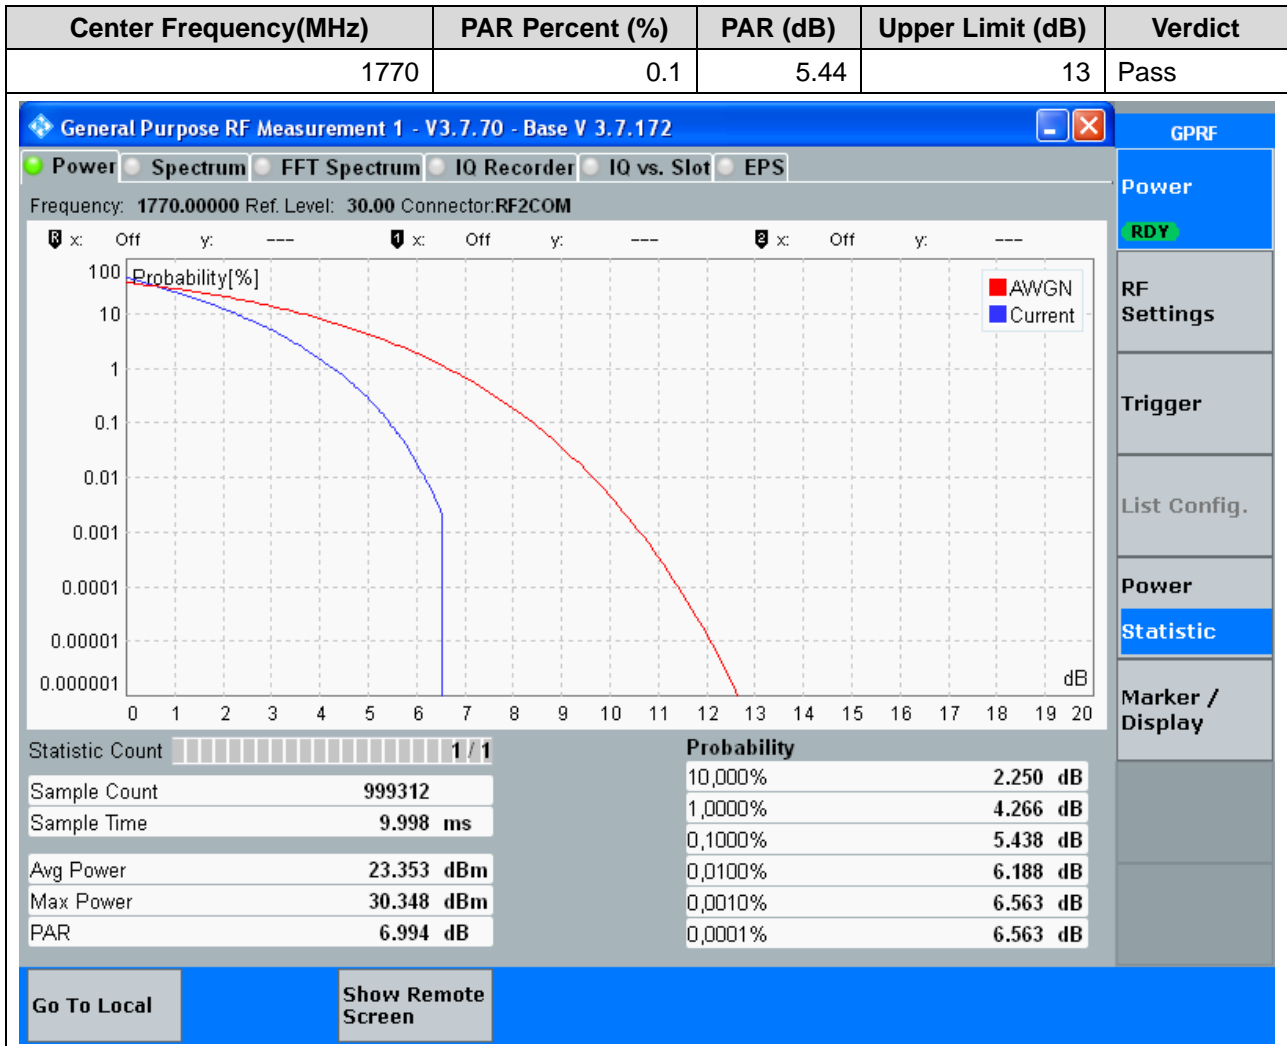 Center Frequency(MHz) PAR Percent (%) PAR (dB) Upper Limit (dB) Verdict
1770 0.1 5.44 13 Pass
General Purpose RF Measurement 1 - V3.7.70 - Base V 3.7.172
GPRF
Power Spectrum FFT Spectrum IQ Recorder IQ vs. Slot EPS
Power
RDY
Frequency: 1770.00000 Ref. Level: 30.00 Connector:RF2COM
R x: Off y: --- 1 x: Off y: --- 2 x: Off y: ---
Probability[%]
AWGN
Current
100
10
1
0.1
0.01
0.001
0.0001
0.00001
0.000001
dB
0 1 2 3 4 5 6 7 8 9 10 11 12 13 14 15 16 17 18 19 20
RF
Settings
Trigger
List Config.
Power
Statistic
Marker /
Display
Statistic Count 1 / 1
Sample Count 999312
Sample Time 9.998 ms
Avg Power 23.353 dBm
Max Power 30.348 dBm
PAR 6.994 dB
Probability
10,000% 2.250 dB
1,0000% 4.266 dB
0,1000% 5.438 dB
0,0100% 6.188 dB
0,0010% 6.563 dB
0,0001% 6.563 dB
Go To Local
Show Remote
Screen